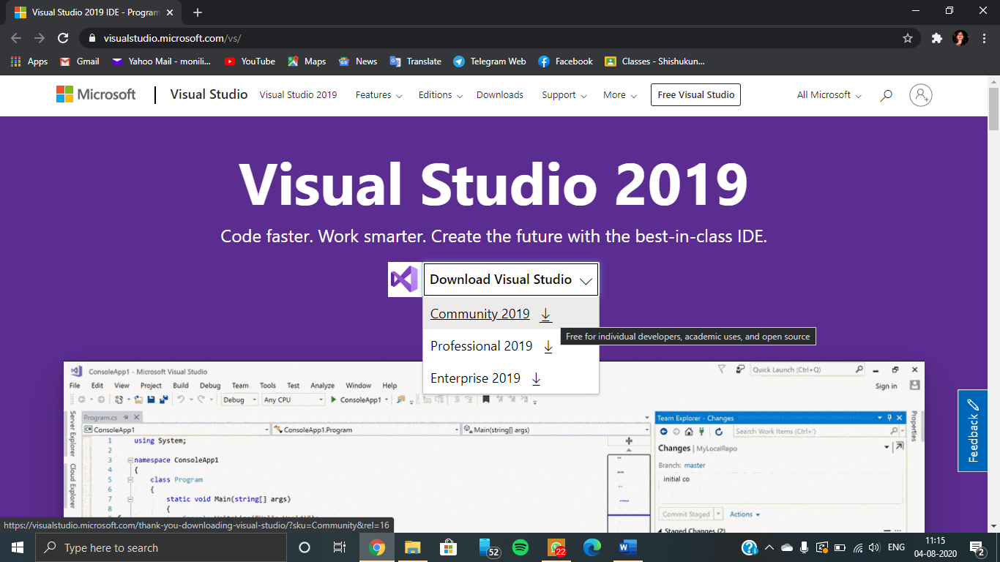 Visual Studio 2019 IDE - Program
visualstudio.microsoft.com/vs/
Apps Gmail Yahoo Mail - monili... YouTube Maps News Translate Telegram Web Facebook Classes - Shishukun...
Microsoft Visual Studio Visual Studio 2019 Features Editions Downloads Support More Free Visual Studio All Microsoft
Visual Studio 2019
Code faster. Work smarter. Create the future with the best-in-class IDE.
Download Visual Studio
Community 2019
Free for individual developers, academic uses, and open source
Professional 2019
Enterprise 2019
ConsoleApp1 - Microsoft Visual Studio Quick Launch (Ctrl+Q)
File Edit View Project Build Debug Team Tools Test Analyze Window Help Sign in
Debug Any CPU ConsoleApp1
Program.cs
ConsoleApp1 ConsoleApp1.Program Main(string[] args)
Server Explorer
Cloud Explorer
1 using System;
2
3 namespace ConsoleApp1
4 {
5 class Program
6 {
7 static void Main(string[] args)
8 {
Team Explorer - Changes
Search Work Items (Ctrl+')
Changes | MyLocalRepo
Branch: master
initial co
Commit Staged Actions
Staged Changes (2)
Properties
Feedback
https://visualstudio.microsoft.com/thank-you-downloading-visual-studio/?sku=Community&rel=16
Type here to search
52
22
ENG
11:15
04-08-2020
2